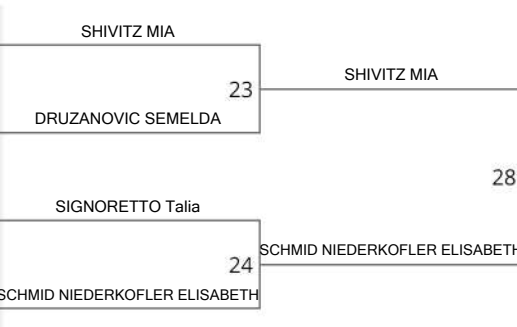 SHIVITZ MIA
23
SHIVITZ MIA
DRUZANOVIC SEMELDA
28
SIGNORETTO Talia
24
SCHMID NIEDERKOFLER ELISABETH
SCHMID NIEDERKOFLER ELISABETH